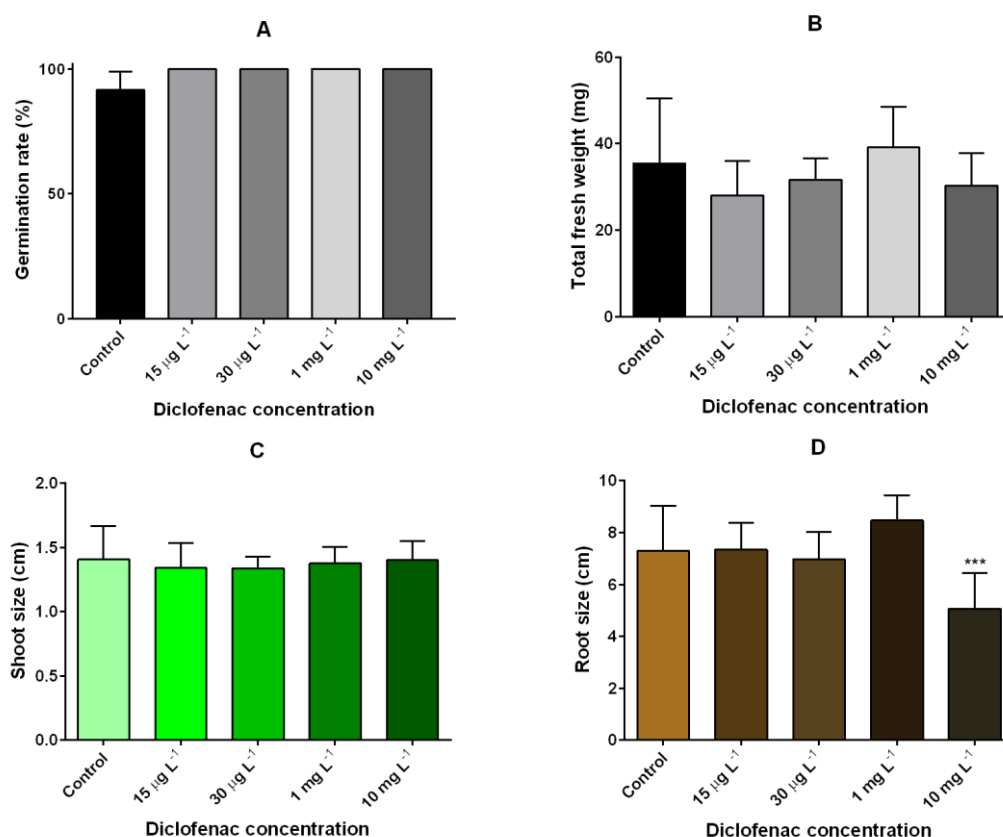 A
Germination rate (%)
100
50
0
Control
15 μg L⁻¹
30 μg L⁻¹
1 mg L⁻¹
10 mg L⁻¹
Diclofenac concentration
B
Total fresh weight (mg)
60
40
20
0
Control
15 μg L⁻¹
30 μg L⁻¹
1 mg L⁻¹
10 mg L⁻¹
Diclofenac concentration
C
Shoot size (cm)
2.0
1.5
1.0
0.5
0.0
Control
15 μg L⁻¹
30 μg L⁻¹
1 mg L⁻¹
10 mg L⁻¹
Diclofenac concentration
D
Root size (cm)
10
8
6
4
2
0
***
Control
15 μg L⁻¹
30 μg L⁻¹
1 mg L⁻¹
10 mg L⁻¹
Diclofenac concentration